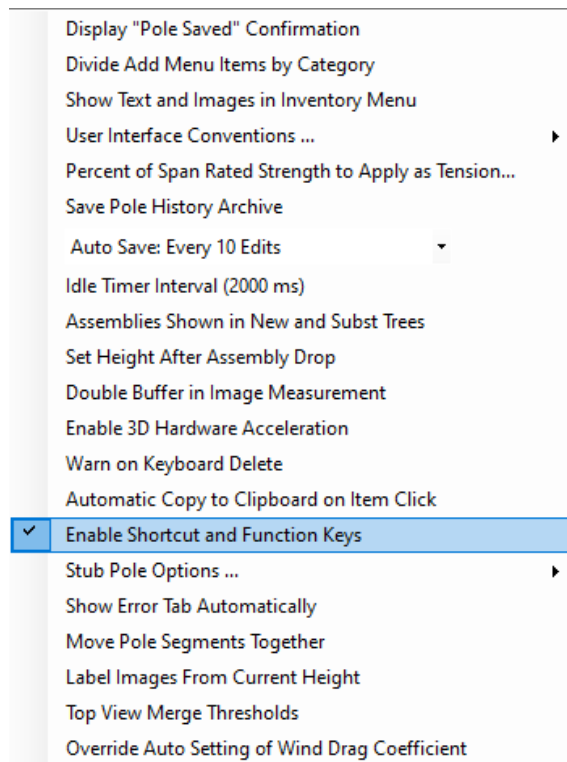 Display "Pole Saved" Confirmation
Divide Add Menu Items by Category
Show Text and Images in Inventory Menu
User Interface Conventions ...
Percent of Span Rated Strength to Apply as Tension...
Save Pole History Archive
Auto Save: Every 10 Edits
Idle Timer Interval (2000 ms)
Assemblies Shown in New and Subst Trees
Set Height After Assembly Drop
Double Buffer in Image Measurement
Enable 3D Hardware Acceleration
Warn on Keyboard Delete
Automatic Copy to Clipboard on Item Click
Enable Shortcut and Function Keys
Stub Pole Options ...
Show Error Tab Automatically
Move Pole Segments Together
Label Images From Current Height
Top View Merge Thresholds
Override Auto Setting of Wind Drag Coefficient